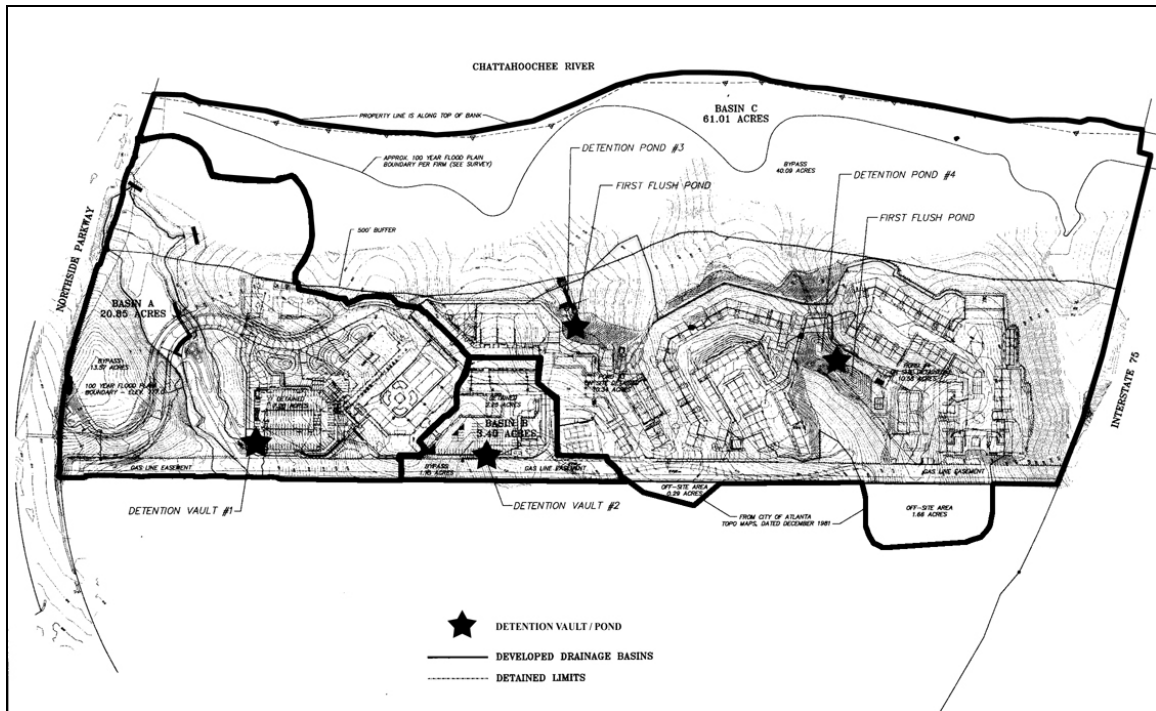 CHATTAHOOCHEE RIVER
PROPERTY LINE IS ALONG TOP OF BANK
BASIN C
61.01 ACRES
APPROX. 100 YEAR FLOOD PLAIN
BOUNDARY PER FIRM (SEE SURVEY)
DETENTION POND #3
BYPASS
40.09 ACRES
DETENTION POND #4
FIRST FLUSH POND
FIRST FLUSH POND
500' BUFFER
NORTHSIDE PARKWAY
BASIN A
20.85 ACRES
BYPASS
100 YEAR FLOOD PLAIN
BOUNDARY - ELEV.
DETAINED
ACRES
BASIN B
3.40 ACRES
BYPASS
ACRES
INTERSTATE 75
GAS LINE EASEMENT
GAS LINE EASEMENT
GAS LINE EASEMENT
OFF-SITE AREA
0.29 ACRES
OFF-SITE AREA
1.66 ACRES
DETENTION VAULT #1
DETENTION VAULT #2
FROM CITY OF ATLANTA
TOPO MAPS, DATED DECEMBER 1981
DETENTION VAULT / POND
DEVELOPED DRAINAGE BASINS
DETAINED LIMITS